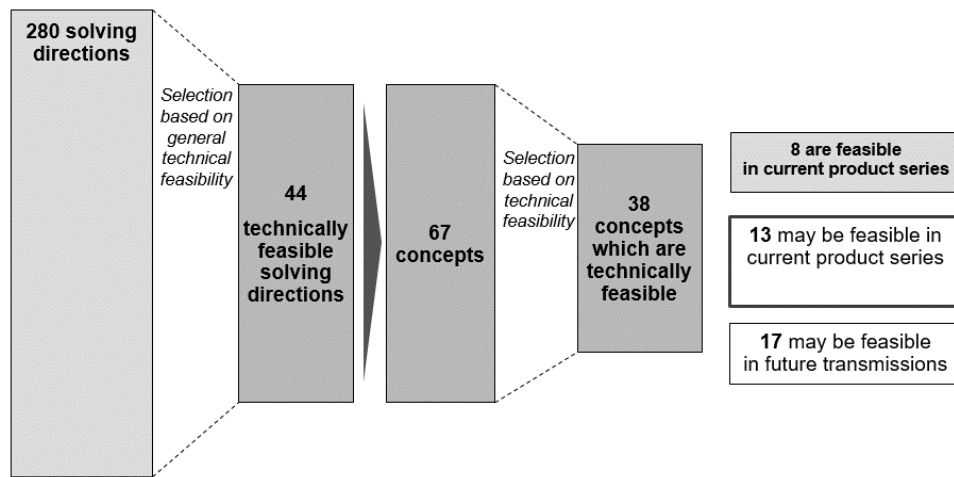 280 solving
directions
Selection
based on
general
technical
feasibility
44
technically
feasible
solving
directions
67
concepts
Selection
based on
technical
feasibility
38
concepts
which are
technically
feasible
8 are feasible
in current product series
13 may be feasible in
current product series
17 may be feasible
in future transmissions